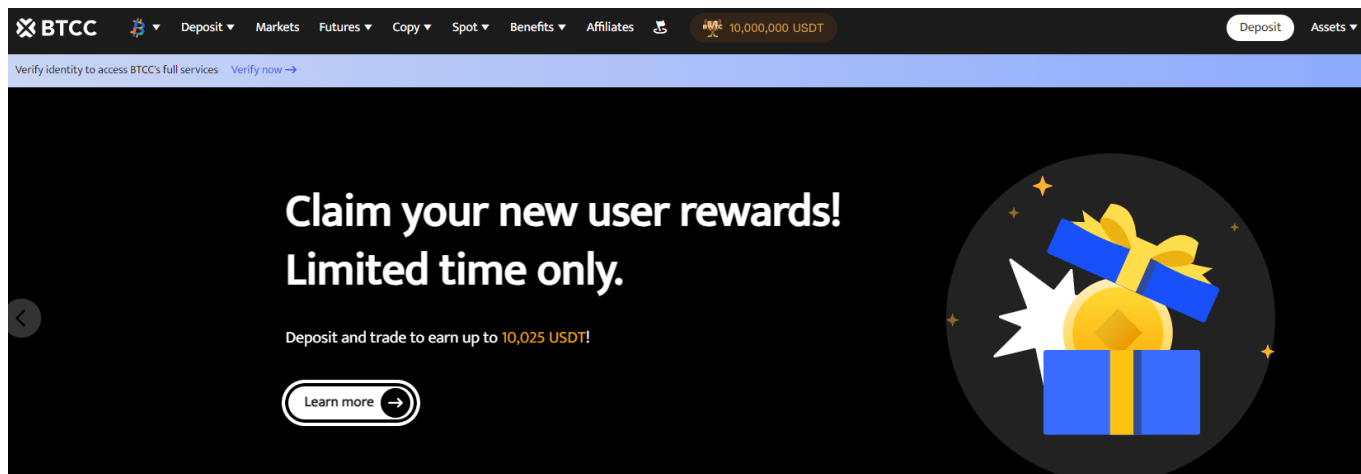 BTCC Deposit Markets Futures Copy Spot Benefits Affiliates 10,000,000 USDT Deposit Assets
Verify identity to access BTCC's full services Verify now →
Claim your new user rewards!
Limited time only.
Deposit and trade to earn up to 10,025 USDT!
Learn more →